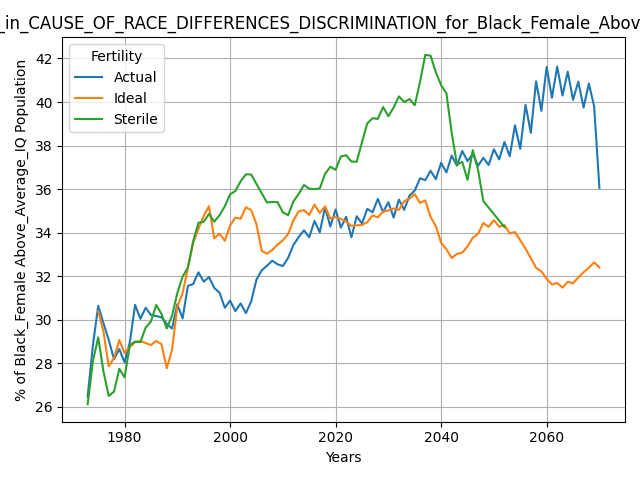 _in_CAUSE_OF_RACE_DIFFERENCES_DISCRIMINATION_for_Black_Female_Abov
Fertility
Actual
Ideal
Sterile
% of Black_Female Above_Average_IQ Population
42
40
38
36
34
32
30
28
26
1980
2000
2020
2040
2060
Years